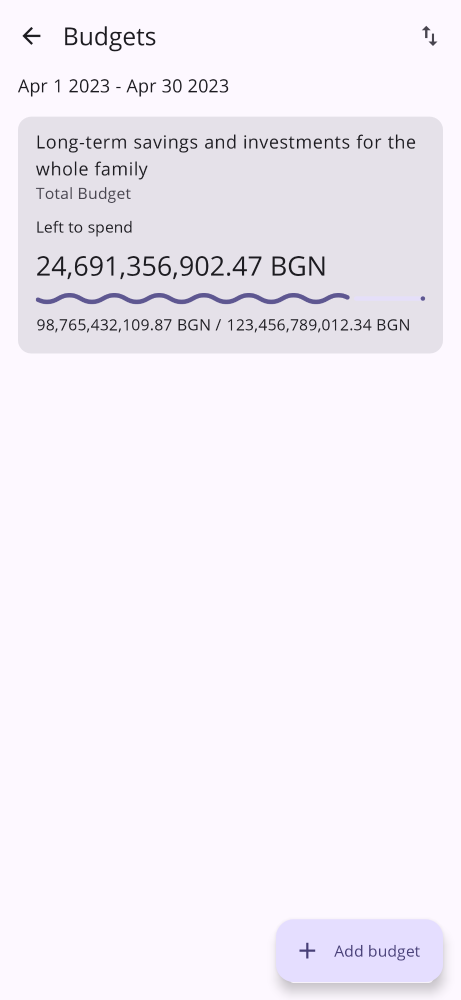 Budgets
Apr 1 2023 - Apr 30 2023
Long-term savings and investments for the
whole family
Total Budget
Left to spend
24,691,356,902.47 BGN
98,765,432,109.87 BGN / 123,456,789,012.34 BGN
Add budget